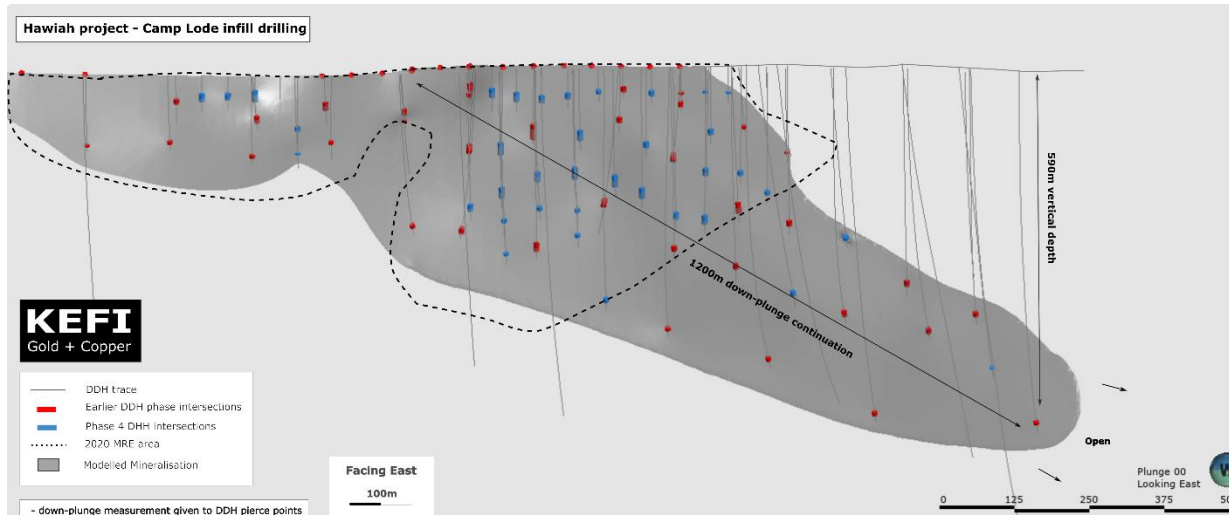 Hawiah project - Camp Lode infill drilling
590m vertical depth
1200m down-plunge continuation
KEFI
Gold + Copper
DDH trace
Earlier DDH phase intersections
Phase 4 DHH intersections
2020 MRE area
Modelled Mineralisation
- down-plunge measurement given to DDH pierce points
Facing East
100m
Open
Plunge 00
Looking East
W
0 125 250 375 50